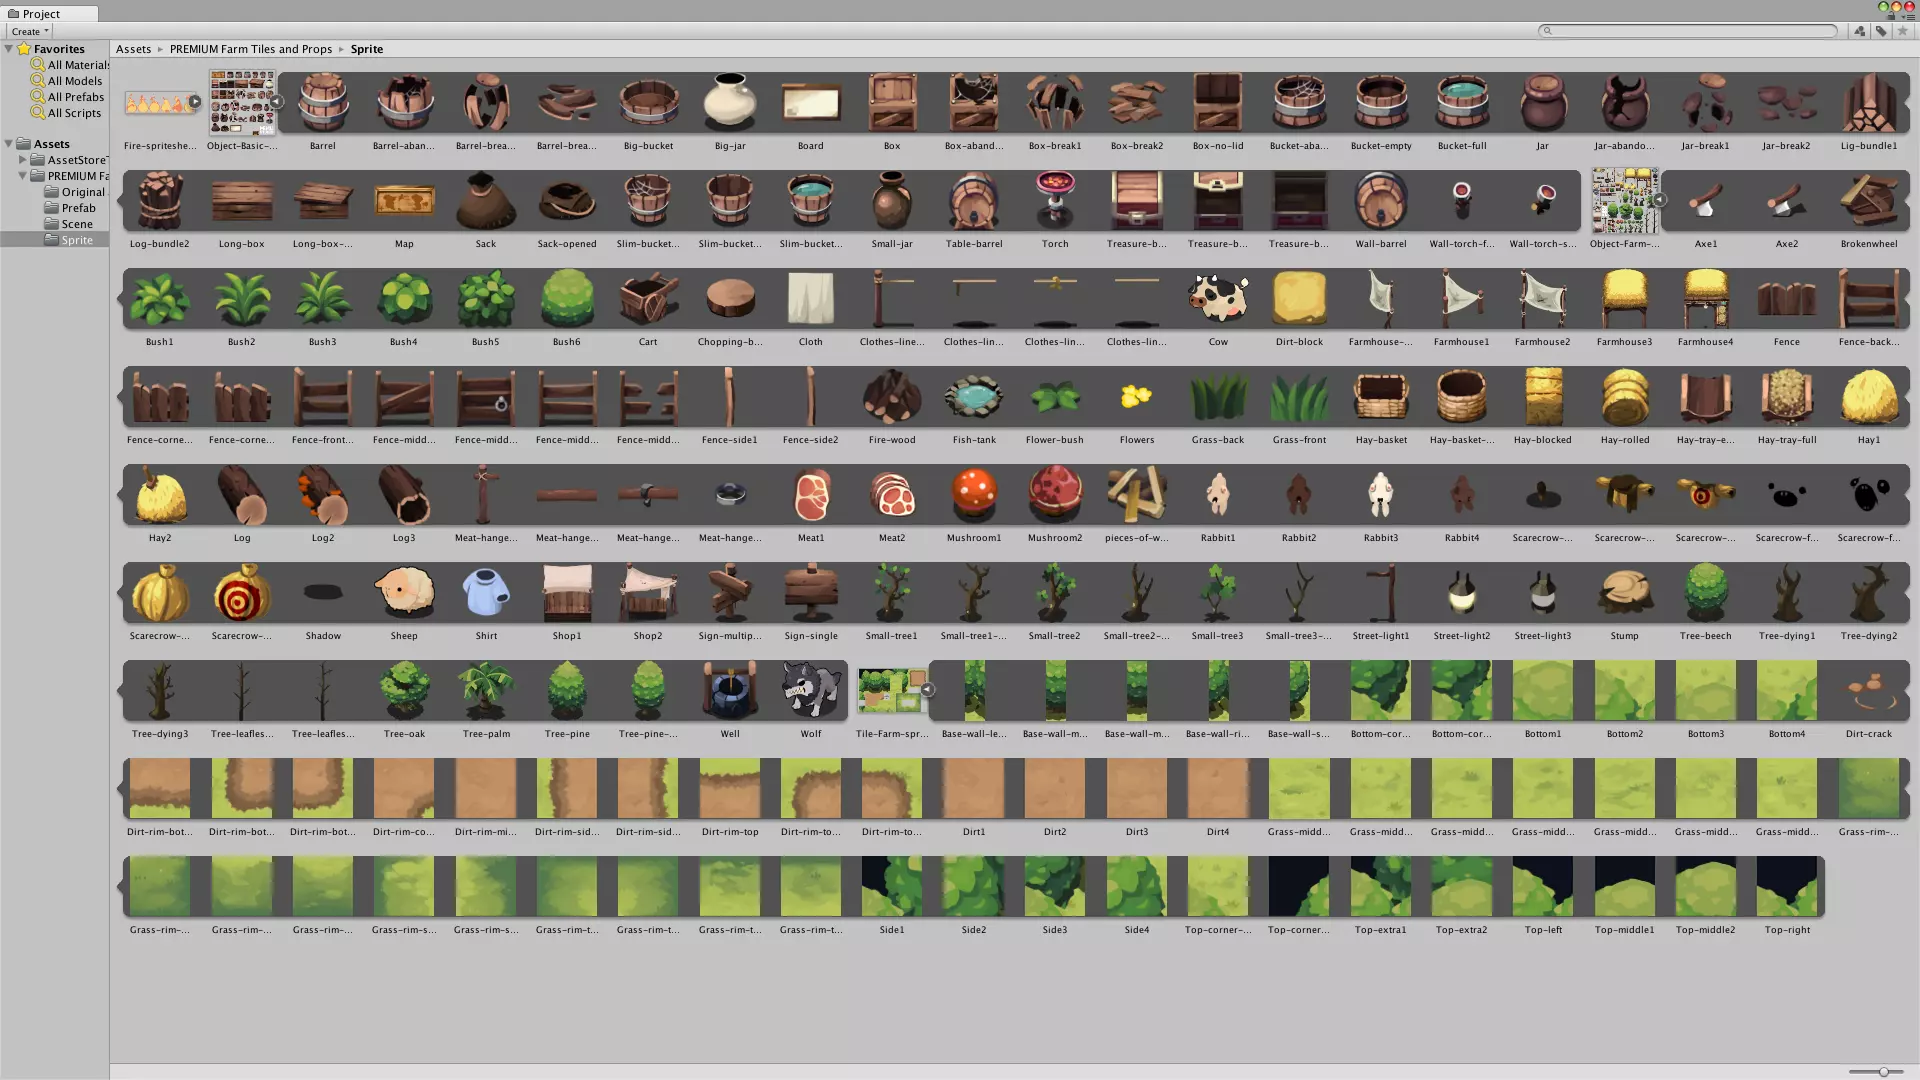 Project
Create
Favorites
All Materials
All Models
All Prefabs
All Scripts
Assets
AssetStoreT
PREMIUM Fa
Original
Prefab
Scene
Sprite
Assets ▸ PREMIUM Farm Tiles and Props ▸ Sprite
Fire-spriteshe... Object-Basic-... Barrel Barrel-aban... Barrel-brea... Barrel-brea... Big-bucket Big-jar Board Box Box-aband... Box-break1 Box-break2 Box-no-lid Bucket-aba... Bucket-empty Bucket-full Jar Jar-abando... Jar-break1 Jar-break2 Lig-bundle1
Log-bundle2 Long-box Long-box-... Map Sack Sack-opened Slim-bucket... Slim-bucket... Slim-bucket... Small-jar Table-barrel Torch Treasure-b... Treasure-b... Treasure-b... Wall-barrel Wall-torch-f... Wall-torch-s... Object-Farm-... Axe1 Axe2 Brokenwheel
Bush1 Bush2 Bush3 Bush4 Bush5 Bush6 Cart Chopping-b... Cloth Clothes-line... Clothes-lin... Clothes-lin... Clothes-lin... Cow Dirt-block Farmhouse-... Farmhouse1 Farmhouse2 Farmhouse3 Farmhouse4 Fence Fence-back...
Fence-corne... Fence-corne... Fence-front... Fence-midd... Fence-midd... Fence-midd... Fence-midd... Fence-side1 Fence-side2 Fire-wood Fish-tank Flower-bush Flowers Grass-back Grass-front Hay-basket Hay-basket-... Hay-blocked Hay-rolled Hay-tray-e... Hay-tray-full Hay1
Hay2 Log Log2 Log3 Meat-hange... Meat-hange... Meat-hange... Meat-hange... Meat1 Meat2 Mushroom1 Mushroom2 pieces-of-w... Rabbit1 Rabbit2 Rabbit3 Rabbit4 Scarecrow-... Scarecrow-... Scarecrow-... Scarecrow-f... Scarecrow-f...
Scarecrow-... Scarecrow-... Shadow Sheep Shirt Shop1 Shop2 Sign-multip... Sign-single Small-tree1 Small-tree1-... Small-tree2 Small-tree2-... Small-tree3 Small-tree3-... Street-light1 Street-light2 Street-light3 Stump Tree-beech Tree-dying1 Tree-dying2
Tree-dying3 Tree-leafles... Tree-leafles... Tree-oak Tree-palm Tree-pine Tree-pine-... Well Wolf Tile-Farm-spr... Base-wall-le... Base-wall-m... Base-wall-m... Base-wall-ri... Base-wall-s... Bottom-cor... Bottom-cor... Bottom1 Bottom2 Bottom3 Bottom4 Dirt-crack
Dirt-rim-bot... Dirt-rim-bot... Dirt-rim-bot... Dirt-rim-co... Dirt-rim-mi... Dirt-rim-sid... Dirt-rim-sid... Dirt-rim-top Dirt-rim-to... Dirt-rim-to... Dirt1 Dirt2 Dirt3 Dirt4 Grass-midd... Grass-midd... Grass-midd... Grass-midd... Grass-midd... Grass-midd... Grass-midd... Grass-rim-...
Grass-rim-... Grass-rim-... Grass-rim-... Grass-rim-s... Grass-rim-s... Grass-rim-t... Grass-rim-t... Grass-rim-t... Grass-rim-t... Side1 Side2 Side3 Side4 Top-corner-... Top-corner... Top-extra1 Top-extra2 Top-left Top-middle1 Top-middle2 Top-right